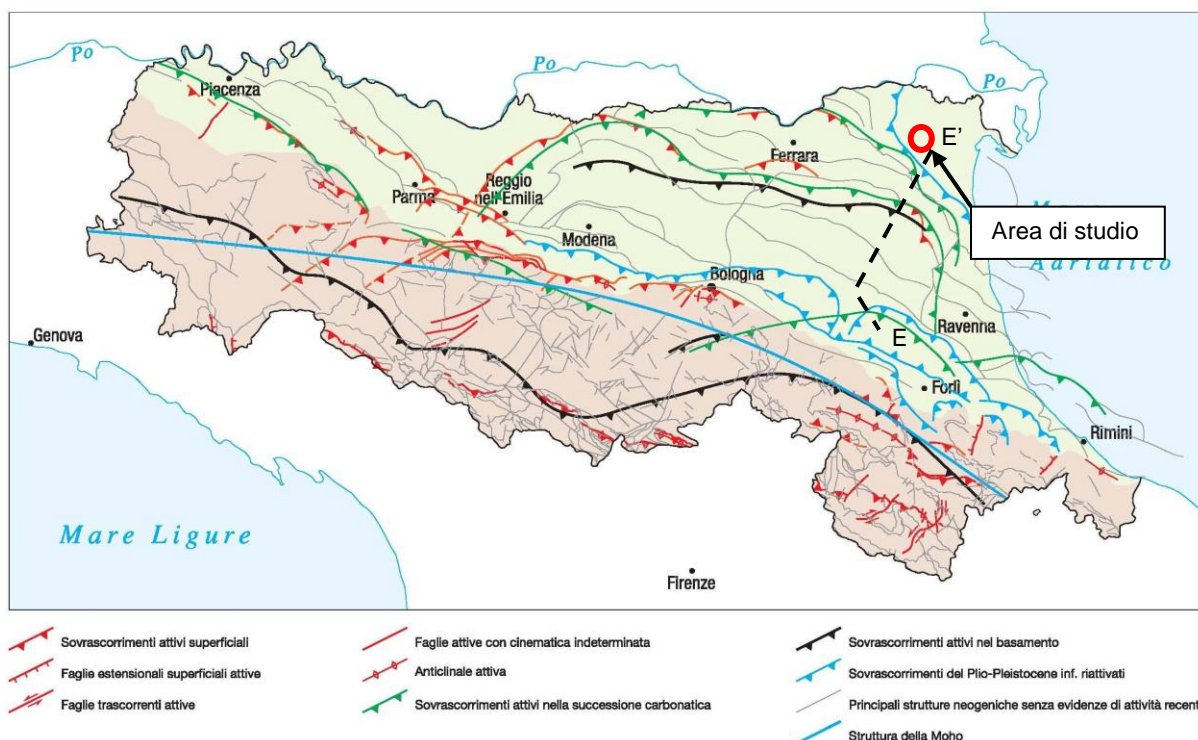 Po
Po
Po
Piacenza
E'
Ferrara
Parma
Reggio
nell'Emilia
Area di studio
Modena
Adriatico
Bologna
Genova
Ravenna
E
Forlì
Rimini
Mare Ligure
Firenze
Sovrascorrimenti attivi superficiali
Faglie estensionali superficiali attive
Faglie trascorrenti attive
Faglie attive con cinematica indeterminata
Anticlinale attiva
Sovrascorrimenti attivi nella successione carbonatica
Sovrascorrimenti attivi nel basamento
Sovrascorrimenti del Plio-Pleistocene inf. riattivati
Principali strutture neogeniche senza evidenze di attività recent
Struttura della Moho